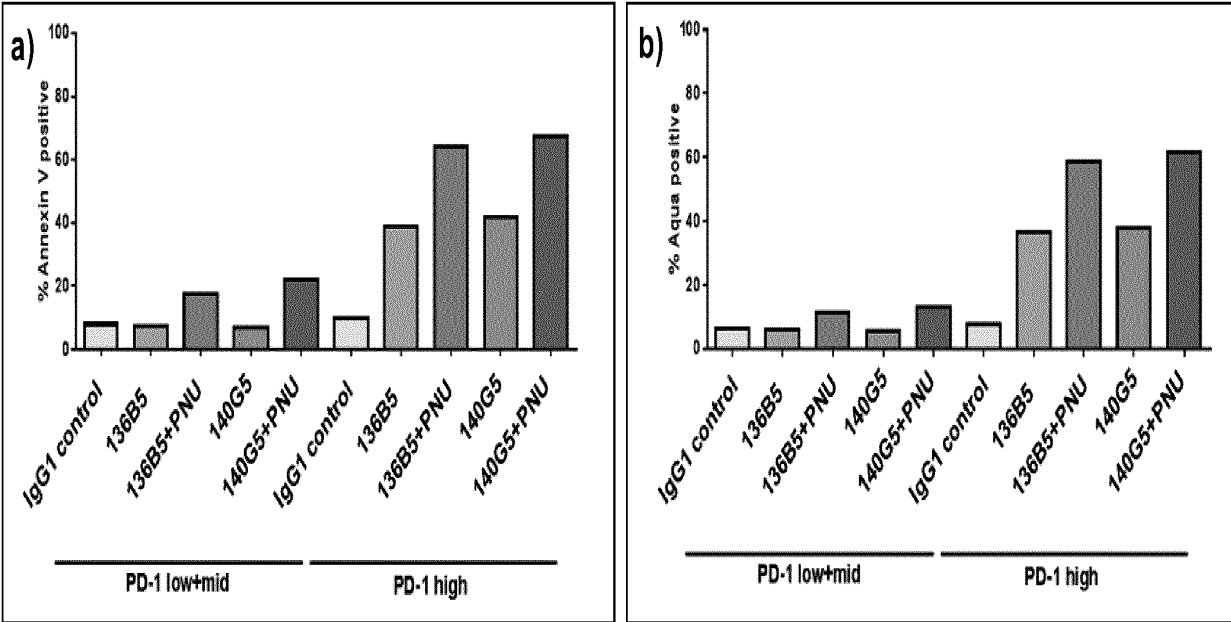 a)
% Annexin V positive
100
80
60
40
20
0
IgG1 control
136B5
136B5+PNU
140G5
140G5+PNU
IgG1 control
136B5
136B5+PNU
140G5
140G5+PNU
PD-1 low+mid
PD-1 high
b)
% Aqua positive
100
80
60
40
20
0
IgG1 control
136B5
136B5+PNU
140G5
140G5+PNU
IgG1 control
136B5
136B5+PNU
140G5
140G5+PNU
PD-1 low+mid
PD-1 high